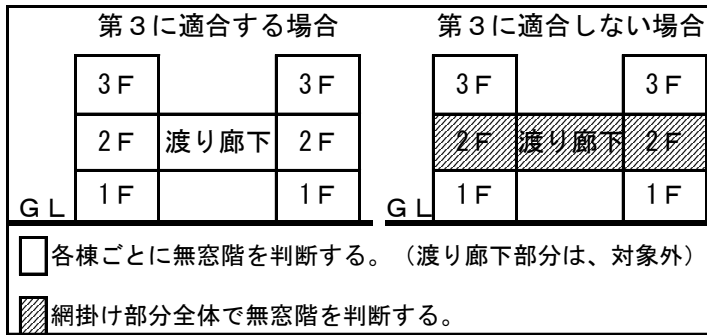 第３に適合する場合 第３に適合しない場合
３Ｆ ３Ｆ ３Ｆ ３Ｆ
２Ｆ 渡り廊下 ２Ｆ ２Ｆ 渡り廊下 ２Ｆ
ＧＬ １Ｆ １Ｆ ＧＬ １Ｆ １Ｆ
各棟ごとに無窓階を判断する。（渡り廊下部分は、対象外）
網掛け部分全体で無窓階を判断する。